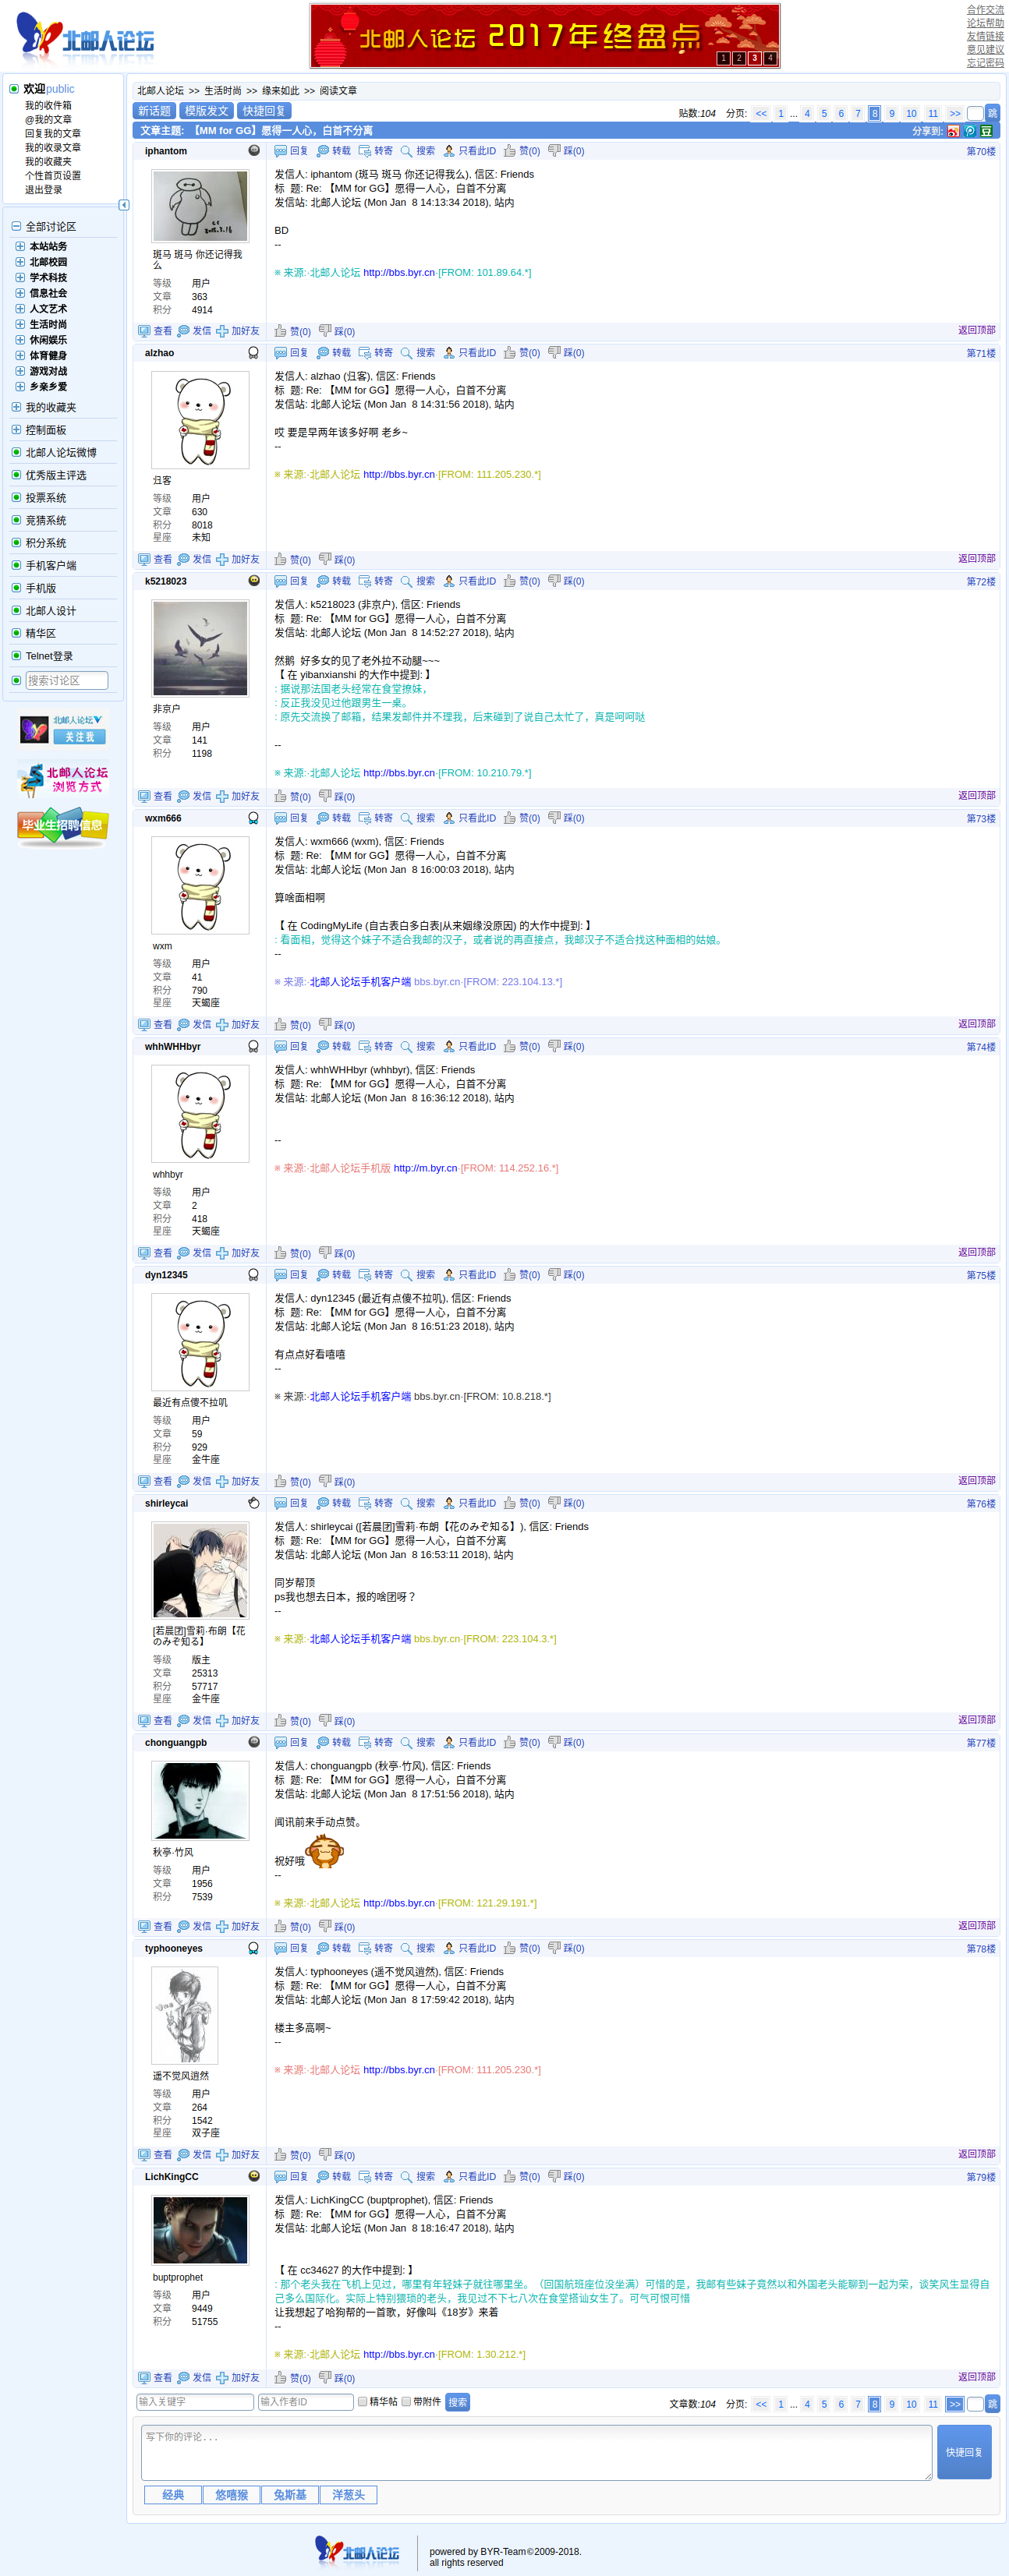 北邮人论坛
北邮人论坛 2017年终盘点
1 2 3 4
合作交流
论坛帮助
友情链接
意见建议
忘记密码
欢迎public
我的收件箱
@我的文章
回复我的文章
我的收录文章
我的收藏夹
个性首页设置
退出登录
全部讨论区
本站站务
北邮校园
学术科技
信息社会
人文艺术
生活时尚
休闲娱乐
体育健身
游戏对战
乡亲乡爱
我的收藏夹
控制面板
北邮人论坛微博
优秀版主评选
投票系统
竞猜系统
积分系统
手机客户端
手机版
北邮人设计
精华区
Telnet登录
搜索讨论区
北邮人论坛
关注我
北邮人论坛
浏览方式
毕业生招聘信息
北邮人论坛 >> 生活时尚 >> 缘来如此 >> 阅读文章
新话题 模版发文 快捷回复
贴数:104 分页: << 1 ... 4 5 6 7 8 9 10 11 >> 跳
文章主题: 【MM for GG】愿得一人心，白首不分离
分享到:
iphantom
回复 转载 转寄 搜索 只看此ID 赞(0) 踩(0) 第70楼
斑马 斑马 你还记得我么
等级 用户
文章 363
积分 4914
发信人: iphantom (斑马 斑马 你还记得我么), 信区: Friends
标 题: Re: 【MM for GG】愿得一人心，白首不分离
发信站: 北邮人论坛 (Mon Jan 8 14:13:34 2018), 站内
BD
--
※ 来源:·北邮人论坛 http://bbs.byr.cn·[FROM: 101.89.64.*]
查看 发信 加好友 赞(0) 踩(0) 返回顶部
alzhao
回复 转载 转寄 搜索 只看此ID 赞(0) 踩(0) 第71楼
归客
等级 用户
文章 630
积分 8018
星座 未知
发信人: alzhao (归客), 信区: Friends
标 题: Re: 【MM for GG】愿得一人心，白首不分离
发信站: 北邮人论坛 (Mon Jan 8 14:31:56 2018), 站内
哎 要是早两年该多好啊 老乡~
--
※ 来源:·北邮人论坛 http://bbs.byr.cn·[FROM: 111.205.230.*]
查看 发信 加好友 赞(0) 踩(0) 返回顶部
k5218023
回复 转载 转寄 搜索 只看此ID 赞(0) 踩(0) 第72楼
非京户
等级 用户
文章 141
积分 1198
发信人: k5218023 (非京户), 信区: Friends
标 题: Re: 【MM for GG】愿得一人心，白首不分离
发信站: 北邮人论坛 (Mon Jan 8 14:52:27 2018), 站内
然鹅 好多女的见了老外拉不动腿~~~
【 在 yibanxianshi 的大作中提到: 】
: 据说那法国老头经常在食堂撩妹，
: 反正我没见过他跟男生一桌。
: 原先交流换了邮箱，结果发邮件并不理我，后来碰到了说自己太忙了，真是呵呵哒
--
※ 来源:·北邮人论坛 http://bbs.byr.cn·[FROM: 10.210.79.*]
查看 发信 加好友 赞(0) 踩(0) 返回顶部
wxm666
回复 转载 转寄 搜索 只看此ID 赞(0) 踩(0) 第73楼
wxm
等级 用户
文章 41
积分 790
星座 天蝎座
发信人: wxm666 (wxm), 信区: Friends
标 题: Re: 【MM for GG】愿得一人心，白首不分离
发信站: 北邮人论坛 (Mon Jan 8 16:00:03 2018), 站内
算啥面相啊
【 在 CodingMyLife (自古表白多白表|从来姻缘没原因) 的大作中提到: 】
: 看面相，觉得这个妹子不适合我邮的汉子，或者说的再直接点，我邮汉子不适合找这种面相的姑娘。
--
※ 来源:·北邮人论坛手机客户端 bbs.byr.cn·[FROM: 223.104.13.*]
查看 发信 加好友 赞(0) 踩(0) 返回顶部
whhWHHbyr
回复 转载 转寄 搜索 只看此ID 赞(0) 踩(0) 第74楼
whhbyr
等级 用户
文章 2
积分 418
星座 天蝎座
发信人: whhWHHbyr (whhbyr), 信区: Friends
标 题: Re: 【MM for GG】愿得一人心，白首不分离
发信站: 北邮人论坛 (Mon Jan 8 16:36:12 2018), 站内
--
※ 来源:·北邮人论坛手机版 http://m.byr.cn·[FROM: 114.252.16.*]
查看 发信 加好友 赞(0) 踩(0) 返回顶部
dyn12345
回复 转载 转寄 搜索 只看此ID 赞(0) 踩(0) 第75楼
最近有点傻不拉叽
等级 用户
文章 59
积分 929
星座 金牛座
发信人: dyn12345 (最近有点傻不拉叽), 信区: Friends
标 题: Re: 【MM for GG】愿得一人心，白首不分离
发信站: 北邮人论坛 (Mon Jan 8 16:51:23 2018), 站内
有点点好看嘻嘻
--
※ 来源:·北邮人论坛手机客户端 bbs.byr.cn·[FROM: 10.8.218.*]
查看 发信 加好友 赞(0) 踩(0) 返回顶部
shirleycai
回复 转载 转寄 搜索 只看此ID 赞(0) 踩(0) 第76楼
[若晨团]雪莉·布朗【花のみぞ知る】
等级 版主
文章 25313
积分 57717
星座 金牛座
发信人: shirleycai ([若晨团]雪莉·布朗【花のみぞ知る】), 信区: Friends
标 题: Re: 【MM for GG】愿得一人心，白首不分离
发信站: 北邮人论坛 (Mon Jan 8 16:53:11 2018), 站内
同岁帮顶
ps我也想去日本，报的啥团呀？
--
※ 来源:·北邮人论坛手机客户端 bbs.byr.cn·[FROM: 223.104.3.*]
查看 发信 加好友 赞(0) 踩(0) 返回顶部
chonguangpb
回复 转载 转寄 搜索 只看此ID 赞(0) 踩(0) 第77楼
秋亭·竹风
等级 用户
文章 1956
积分 7539
发信人: chonguangpb (秋亭·竹风), 信区: Friends
标 题: Re: 【MM for GG】愿得一人心，白首不分离
发信站: 北邮人论坛 (Mon Jan 8 17:51:56 2018), 站内
闻讯前来手动点赞。
祝好哦
--
※ 来源:·北邮人论坛 http://bbs.byr.cn·[FROM: 121.29.191.*]
查看 发信 加好友 赞(0) 踩(0) 返回顶部
typhooneyes
回复 转载 转寄 搜索 只看此ID 赞(0) 踩(0) 第78楼
遥不觉风逍然
等级 用户
文章 264
积分 1542
星座 双子座
发信人: typhooneyes (遥不觉风逍然), 信区: Friends
标 题: Re: 【MM for GG】愿得一人心，白首不分离
发信站: 北邮人论坛 (Mon Jan 8 17:59:42 2018), 站内
楼主多高啊~
--
※ 来源:·北邮人论坛 http://bbs.byr.cn·[FROM: 111.205.230.*]
查看 发信 加好友 赞(0) 踩(0) 返回顶部
LichKingCC
回复 转载 转寄 搜索 只看此ID 赞(0) 踩(0) 第79楼
buptprophet
等级 用户
文章 9449
积分 51755
发信人: LichKingCC (buptprophet), 信区: Friends
标 题: Re: 【MM for GG】愿得一人心，白首不分离
发信站: 北邮人论坛 (Mon Jan 8 18:16:47 2018), 站内
【 在 cc34627 的大作中提到: 】
: 那个老头我在飞机上见过，哪里有年轻妹子就往哪里坐。（回国航班座位没坐满）可惜的是，我邮有些妹子竟然以和外国老头能聊到一起为荣，谈笑风生显得自
己多么国际化。实际上特别猥琐的老头，我见过不下七八次在食堂搭讪女生了。可气可恨可惜
让我想起了哈狗帮的一首歌，好像叫《18岁》来着
--
※ 来源:·北邮人论坛 http://bbs.byr.cn·[FROM: 1.30.212.*]
查看 发信 加好友 赞(0) 踩(0) 返回顶部
输入关键字 输入作者ID 精华帖 带附件 搜索
文章数:104 分页: << 1 ... 4 5 6 7 8 9 10 11 >> 跳
写下你的评论...
快捷回复
经典 悠嘻猴 兔斯基 洋葱头
北邮人论坛
powered by BYR-Team©2009-2018.
all rights reserved